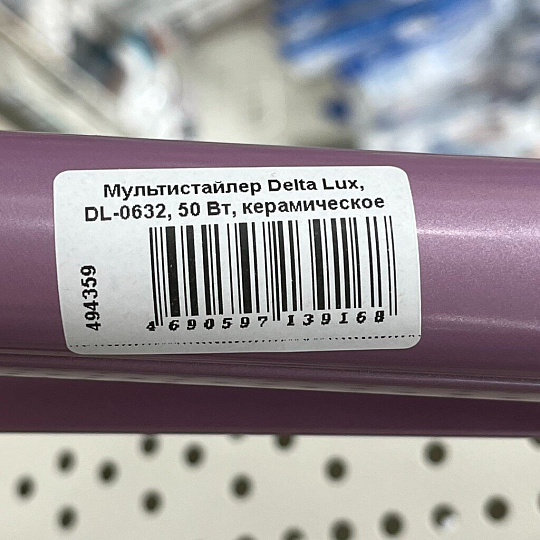 Мультистайлер Delta Lux,
DL-0632, 50 Вт, керамическое
494359
4 690597 139168